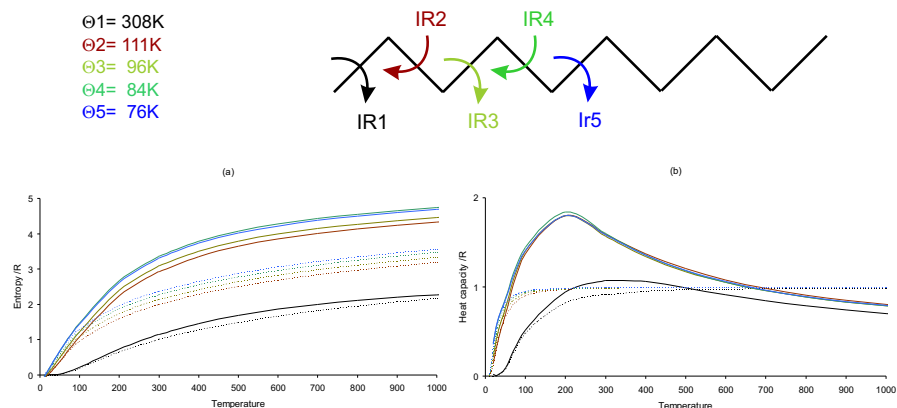 Θ1= 308K
Θ2= 111K
Θ3= 96K
Θ4= 84K
Θ5= 76K
IR2
IR4
IR1
IR3
Ir5
(a)
5
4
3
2
1
0
Entropy /R
0
100
200
300
400
500
600
700
800
900
1000
Temperature
(b)
2
1
0
Heat capacity /R
0
100
200
300
400
500
600
700
800
900
1000
Temperature